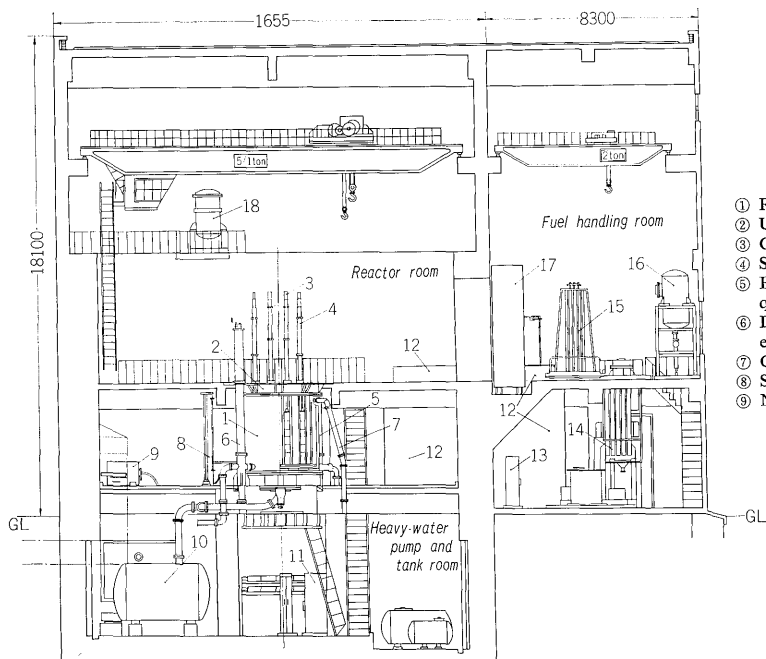 1655
8300
18100
5/1ton
2ton
18
Fuel handling room
3
Reactor room
4
17
16
15
12
2
1
5
6
7
8
9
12
12
13
14
GL
GL
10
11
Heavy-water
pump and
tank room
① R
② U
③ C
④ S
⑤ H
q
⑥ I
e
⑦ C
⑧ S
⑨ N